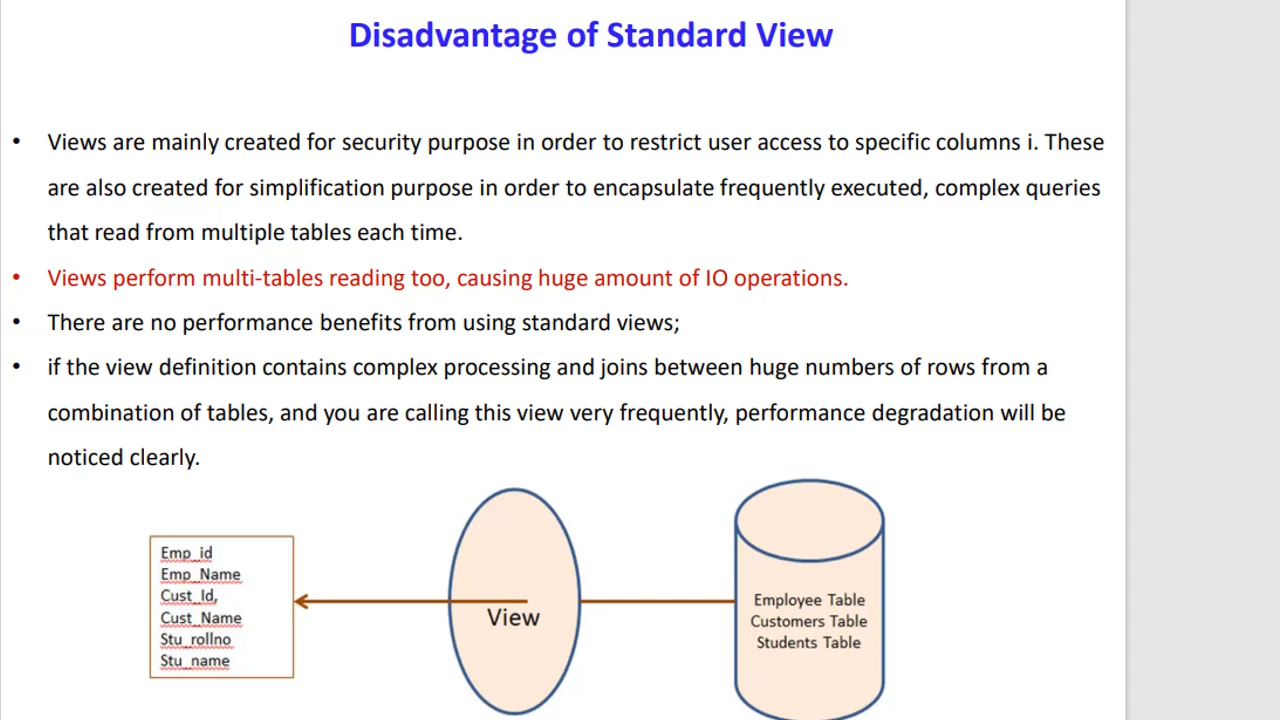 Disadvantage of Standard View
• Views are mainly created for security purpose in order to restrict user access to specific columns i. These
are also created for simplification purpose in order to encapsulate frequently executed, complex queries
that read from multiple tables each time.
• Views perform multi-tables reading too, causing huge amount of IO operations.
• There are no performance benefits from using standard views;
• if the view definition contains complex processing and joins between huge numbers of rows from a
combination of tables, and you are calling this view very frequently, performance degradation will be
noticed clearly.
Emp_id
Emp_Name
Cust_Id,
Cust_Name
Stu_rollno
Stu_name
View
Employee Table
Customers Table
Students Table